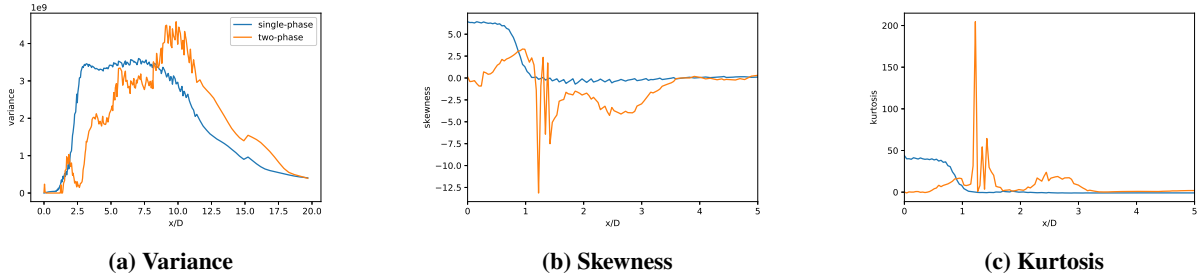 1e9
4
3
2
1
0
variance
0.0 2.5 5.0 7.5 10.0 12.5 15.0 17.5 20.0
x/D
single-phase
two-phase
(a) Variance
5.0
2.5
0.0
−2.5
−5.0
−7.5
−10.0
−12.5
skewness
0 1 2 3 4 5
x/D
(b) Skewness
200
150
100
50
0
kurtosis
0 1 2 3 4 5
x/D
(c) Kurtosis